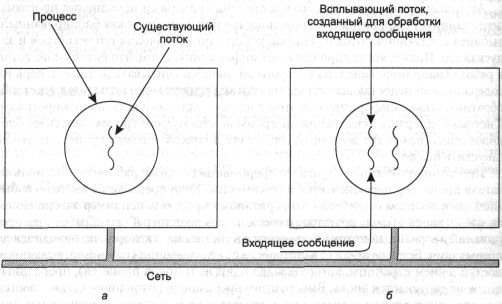 Процесс
Существующий
поток
Всплывающий поток,
созданный для обработки
входящего сообщения
Входящее сообщение
Сеть
а
б